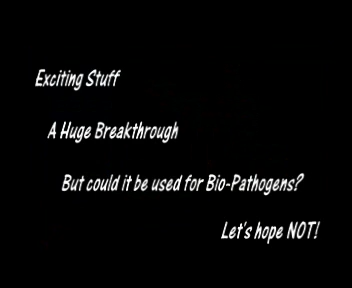 Exciting Stuff
A Huge Breakthrough
But could it be used for Bio-Pathogens?
Let's hope NOT!